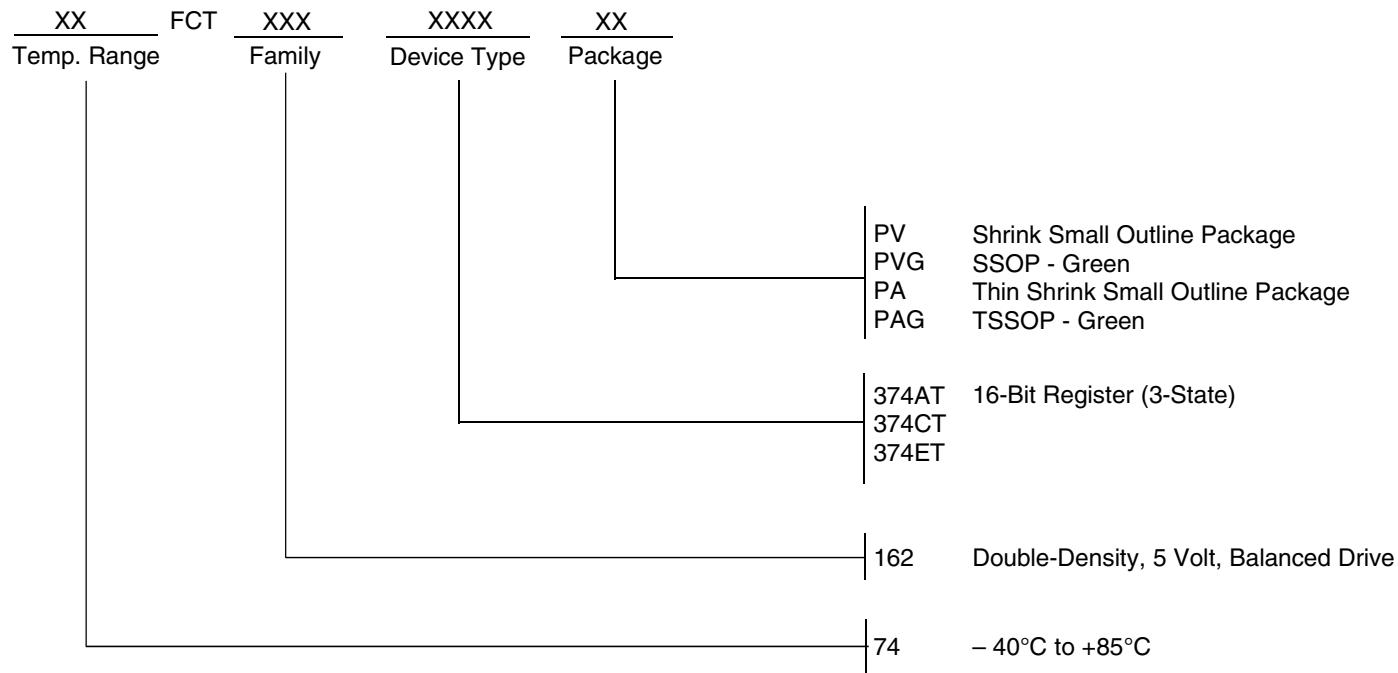 XX FCT XXX XXXX XX
Temp. Range Family Device Type Package
PV Shrink Small Outline Package
PVG SSOP - Green
PA Thin Shrink Small Outline Package
PAG TSSOP - Green
374AT 16-Bit Register (3-State)
374CT
374ET
162 Double-Density, 5 Volt, Balanced Drive
74 – 40°C to +85°C